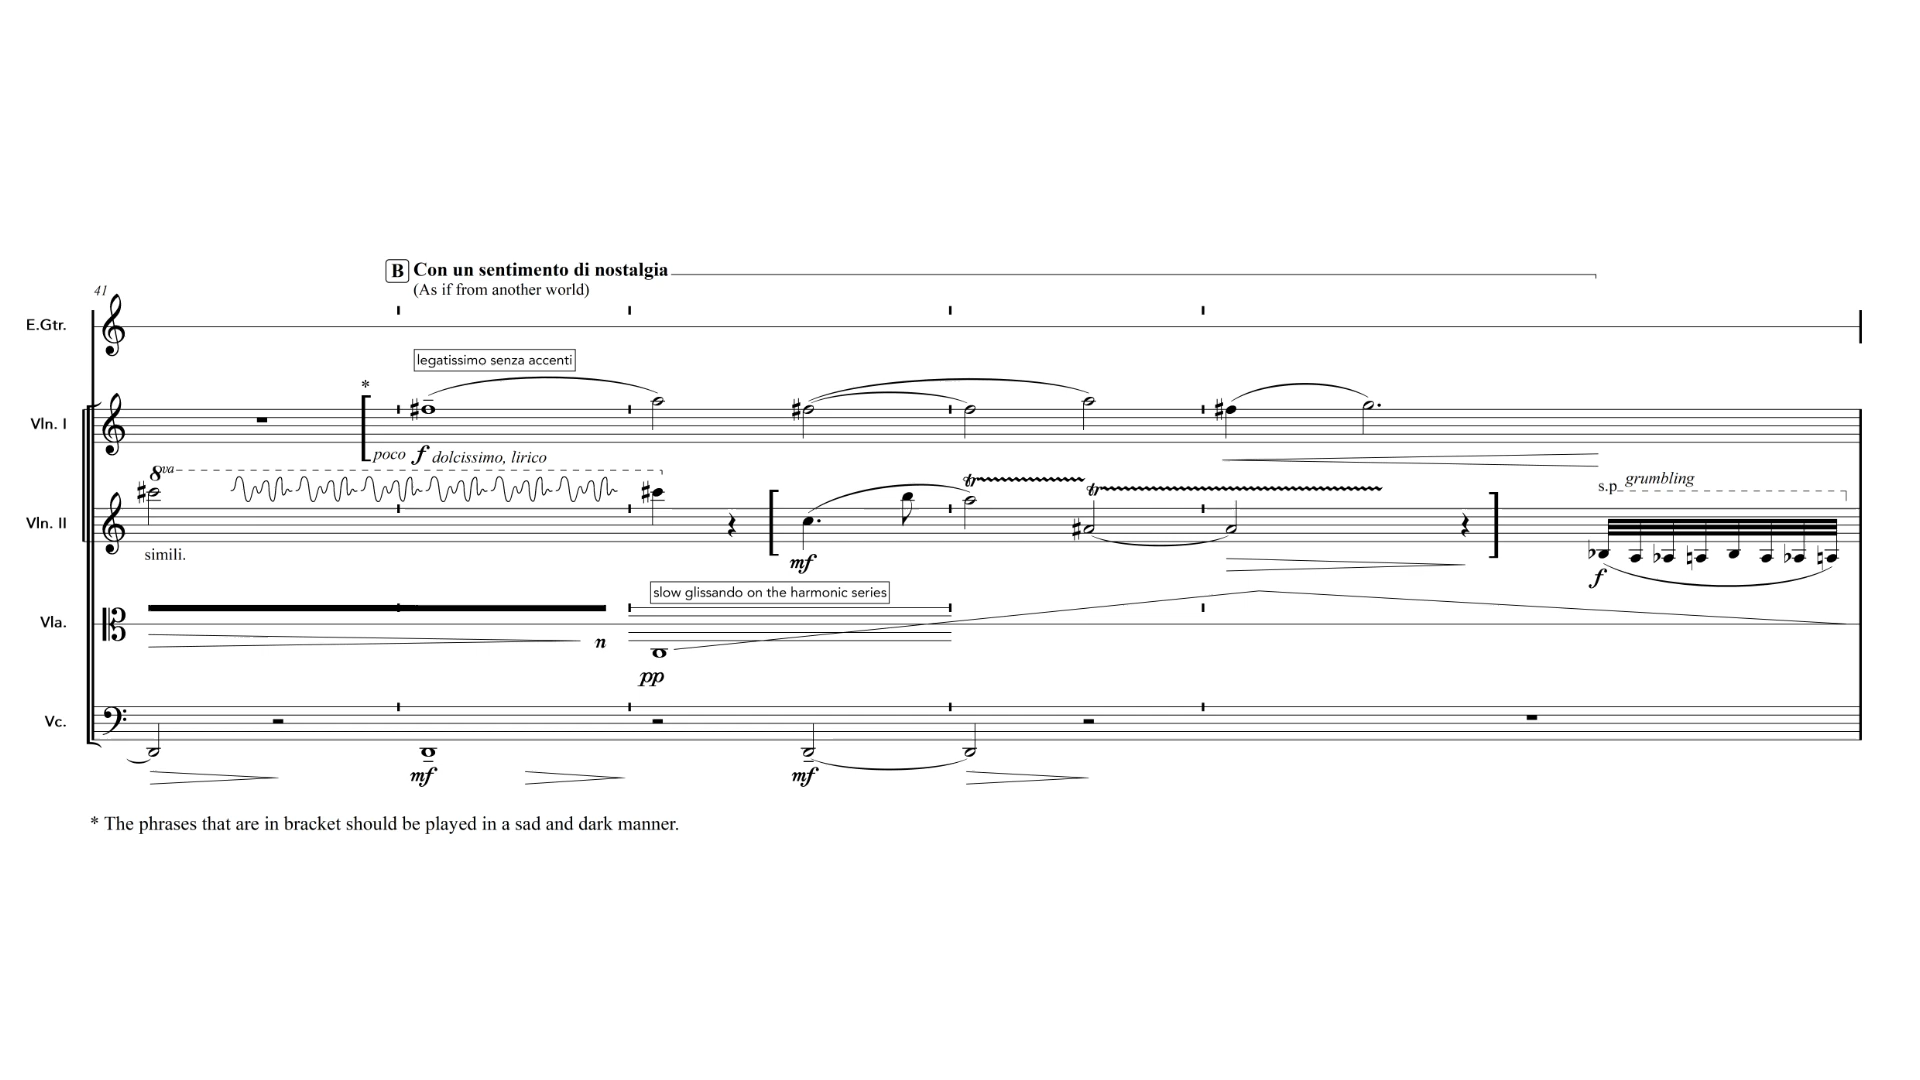 B Con un sentimento di nostalgia
(As if from another world)
41
E.Gtr.
legatissimo senza accenti
*
Vln. I
poco f dolcissimo, lirico
8va
tr
tr
s.p. grumbling
Vln. II
simili.
mf
f
slow glissando on the harmonic series
Vla.
n
pp
Vc.
mf
mf
* The phrases that are in bracket should be played in a sad and dark manner.